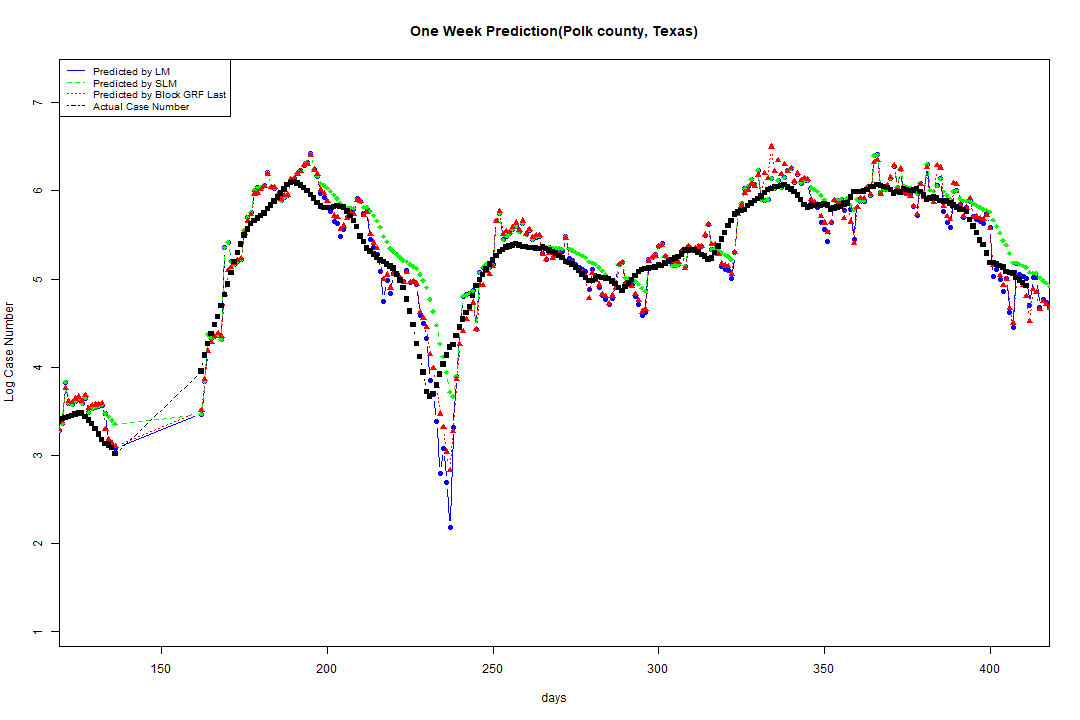 One Week Prediction(Polk county, Texas)
Predicted by LM
Predicted by SLM
Predicted by Block GRF Last
Actual Case Number
7
6
5
4
3
2
1
Log Case Number
150 200 250 300 350 400
days